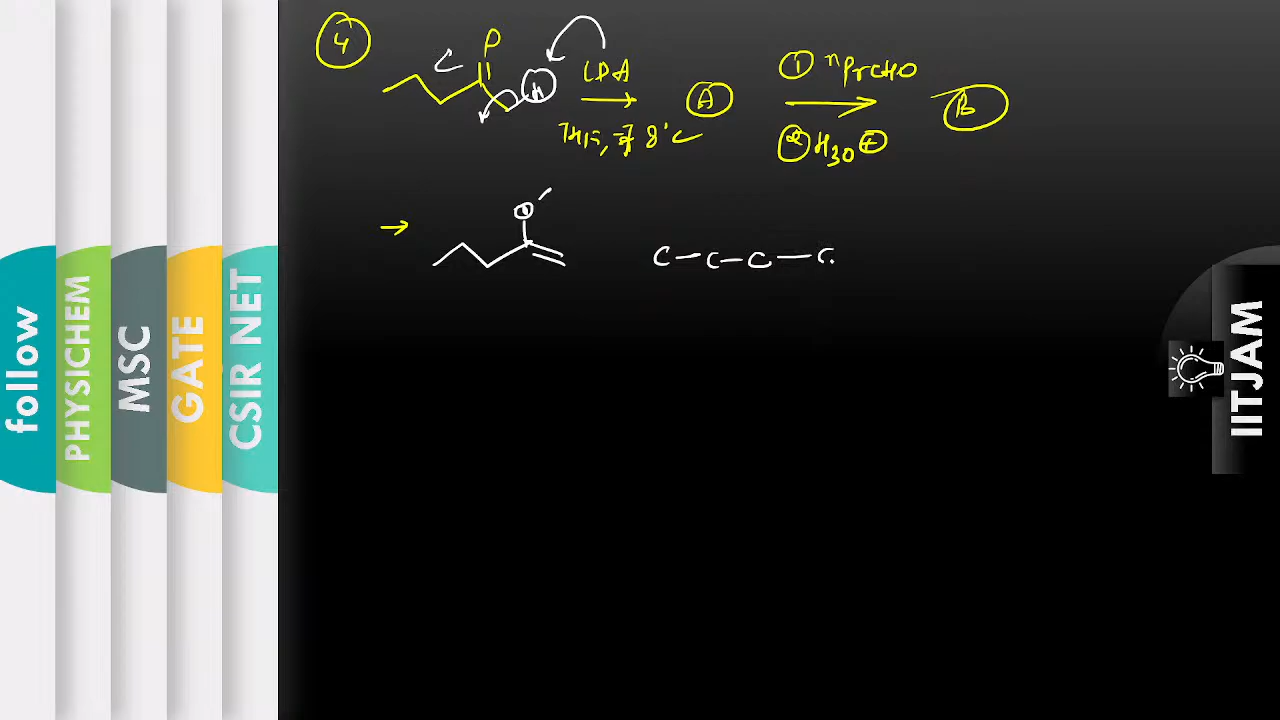 4
O
C H LDA A ① nPrCHO B
THF, -78°C ② H3O+
→ O
C-C-C-C
follow
PHYSICHEM
MSC
GATE
CSIR NET
IITJAM